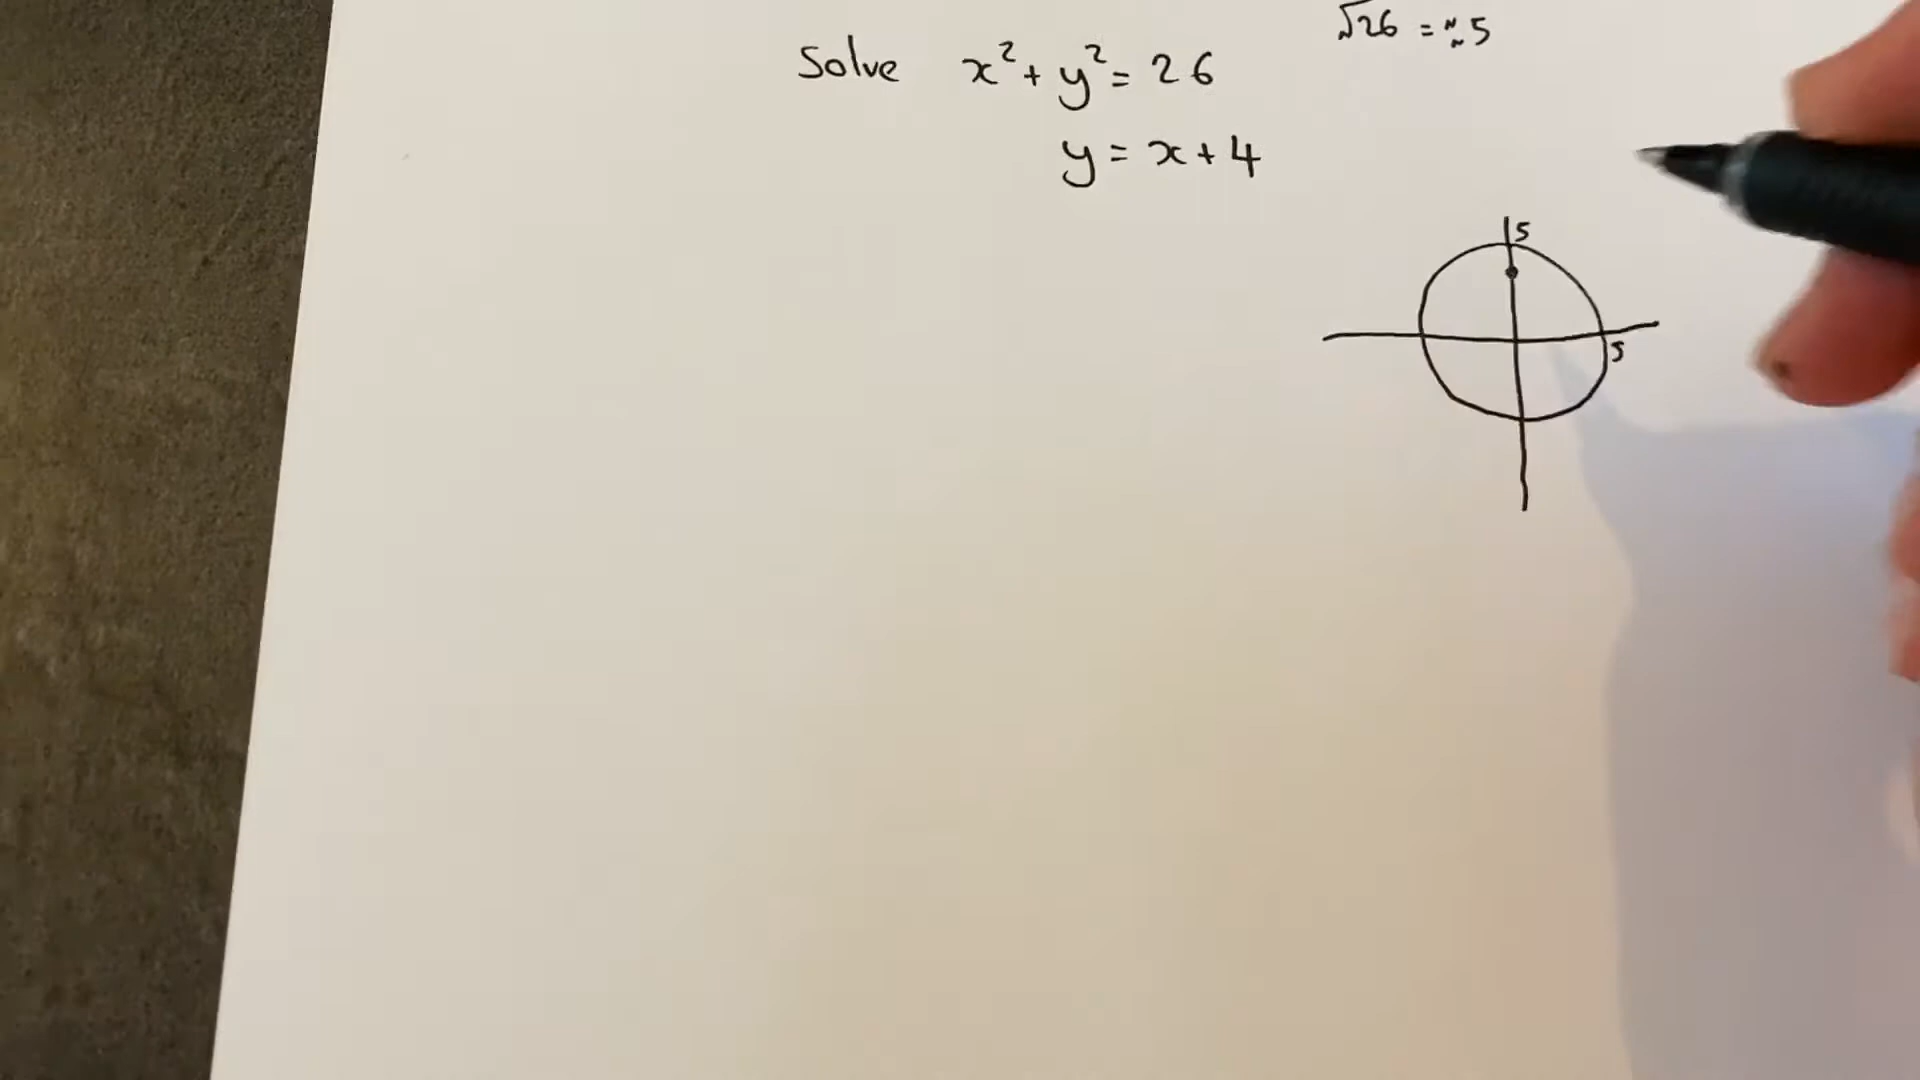 √26 = ≈5
Solve x² + y² = 26
y = x + 4
5
5